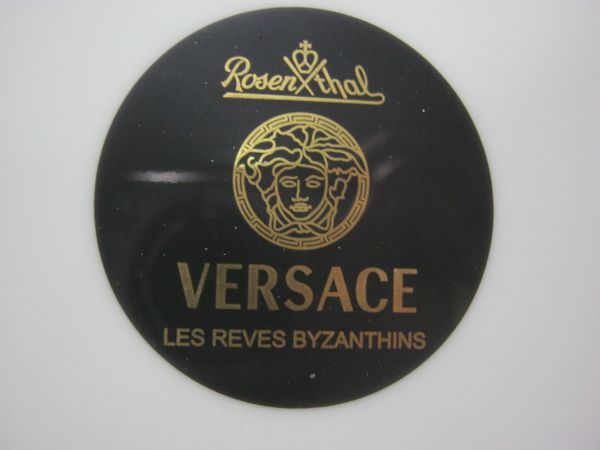 Rosenthal
VERSACE
LES REVES BYZANTHINS